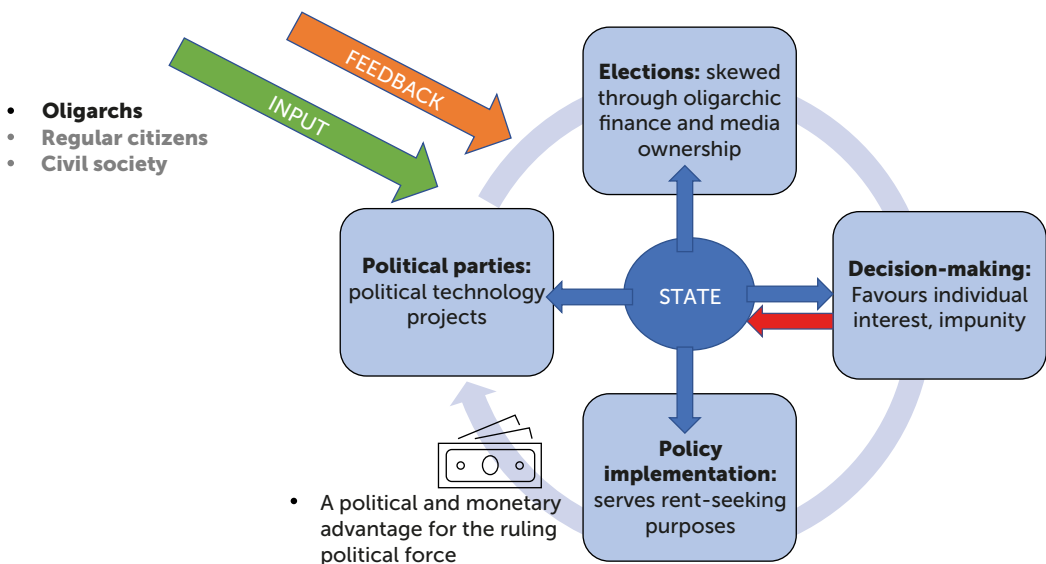 FEEDBACK
INPUT
• Oligarchs
• Regular citizens
• Civil society
Elections: skewed
through oligarchic
finance and media
ownership
Political parties:
political technology
projects
STATE
Decision-making:
Favours individual
interest, impunity
Policy
implementation:
serves rent-seeking
purposes
• A political and monetary
advantage for the ruling
political force